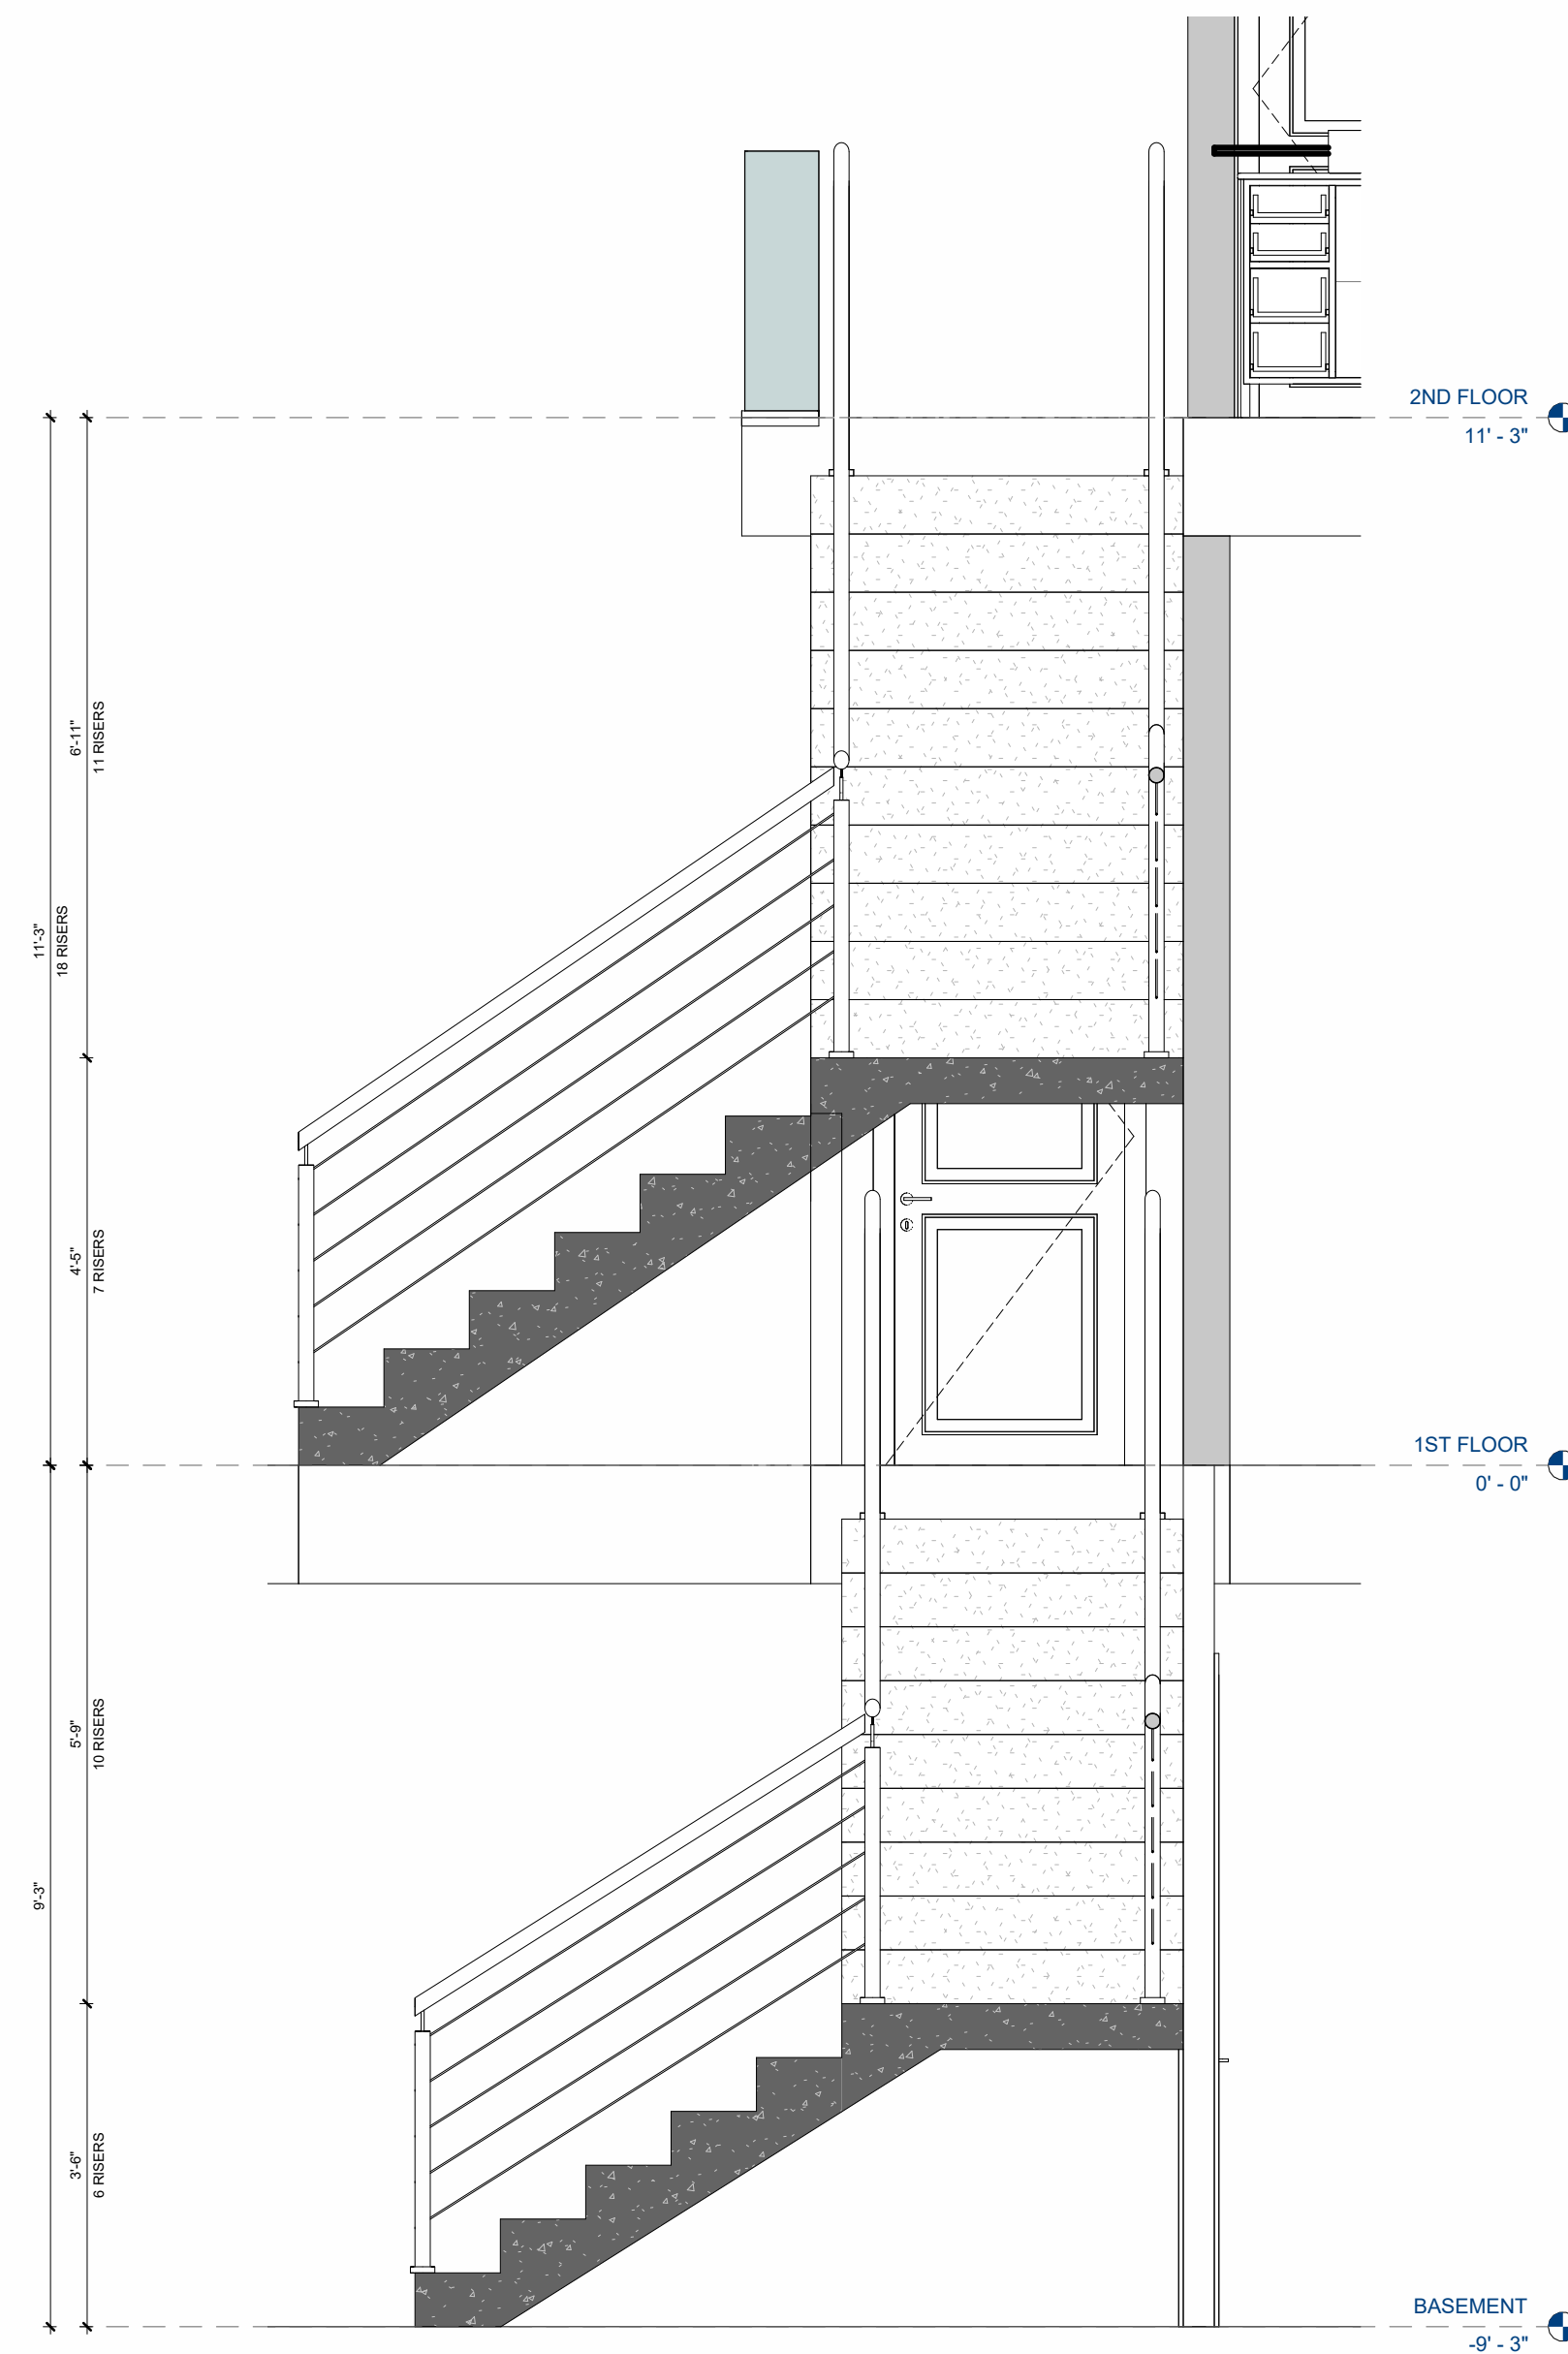 2ND FLOOR
11' - 3"
6'-11"
11 RISERS
11'-3"
18 RISERS
4'-5"
7 RISERS
1ST FLOOR
0' - 0"
5'-9"
10 RISERS
9'-3"
3'-6"
6 RISERS
BASEMENT
-9' - 3"